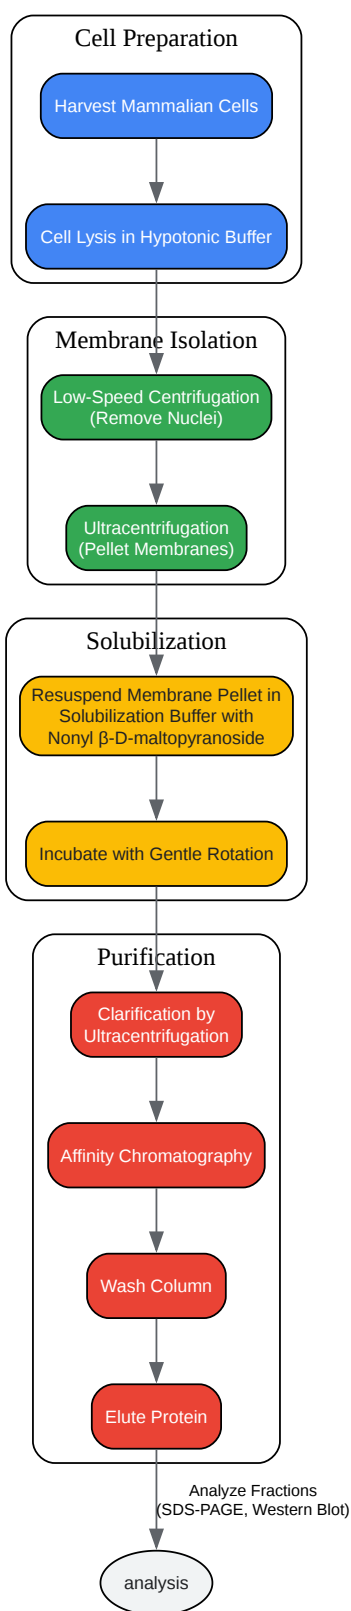 Cell Preparation
Harvest Mammalian Cells
Cell Lysis in Hypotonic Buffer
Membrane Isolation
Low-Speed Centrifugation
(Remove Nuclei)
Ultracentrifugation
(Pellet Membranes)
Solubilization
Resuspend Membrane Pellet in
Solubilization Buffer with
Nonyl β-D-maltopyranoside
Incubate with Gentle Rotation
Purification
Clarification by
Ultracentrifugation
Affinity Chromatography
Wash Column
Elute Protein
Analyze Fractions
(SDS-PAGE, Western Blot)
analysis